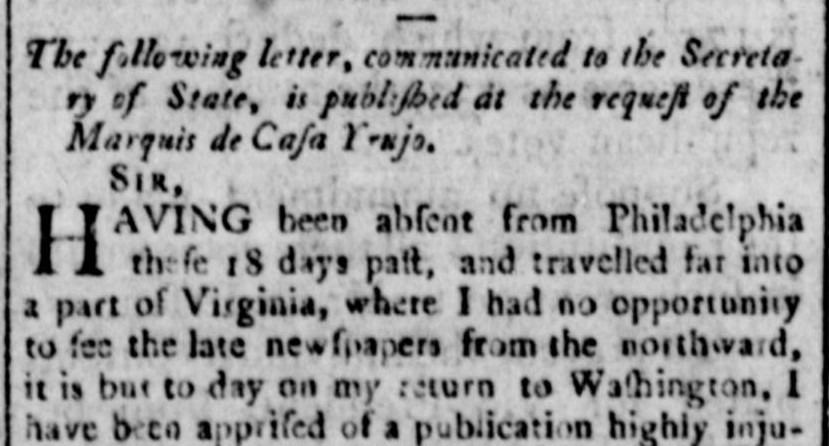 The following letter, communicated to the Secreta-
ry of State, is publiſhed at the requeſt of the
Marquis de Caſa Yrujo.
SIR,
HAVING been abſent from Philadelphia
theſe 18 days paſt, and travelled far into
a part of Virginia, where I had no opportunity
to ſee the late newſpapers from the northward,
it is but to day on my return to Waſhington, I
have been appriſed of a publication highly inju-